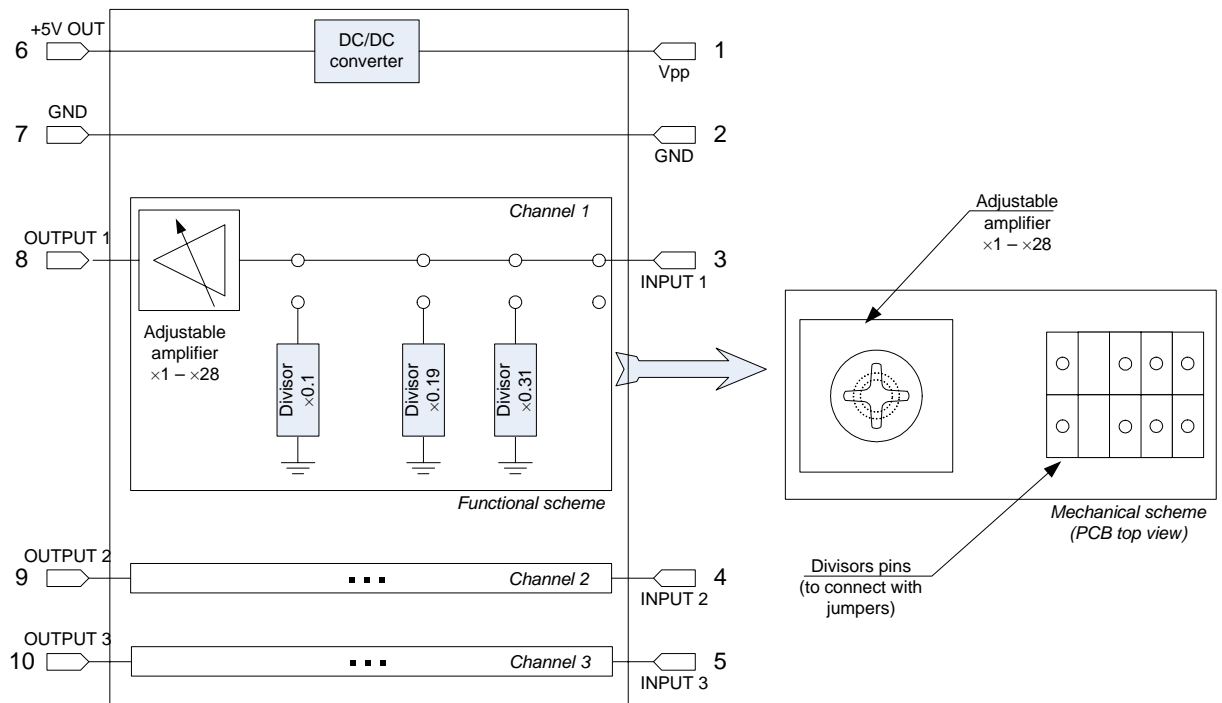 +5V OUT
6
DC/DC
converter
1
Vpp
GND
7
2
GND
Channel 1
OUTPUT 1
8
3
INPUT 1
Adjustable
amplifier
×1 – ×28
Divisor
×0.1
Divisor
×0.19
Divisor
×0.31
Functional scheme
Adjustable
amplifier
×1 – ×28
Mechanical scheme
(PCB top view)
Divisors pins
(to connect with
jumpers)
OUTPUT 2
9
Channel 2
4
INPUT 2
OUTPUT 3
10
Channel 3
5
INPUT 3